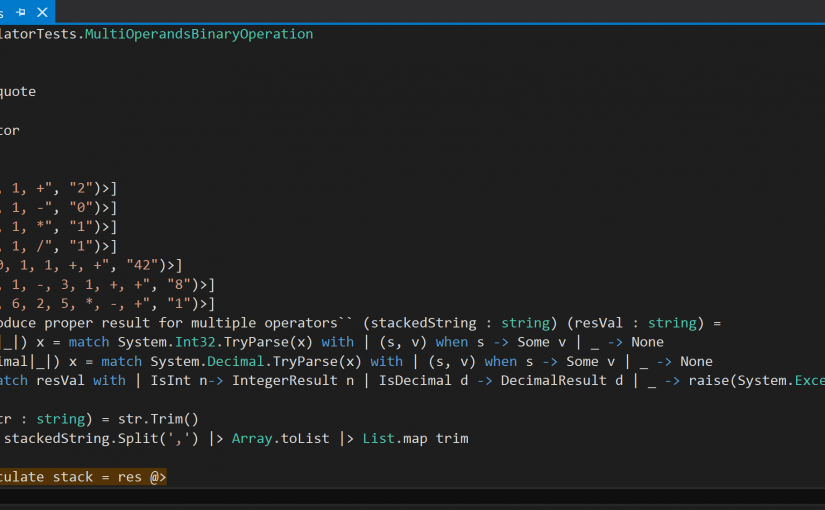 s
latorTests.MultiOperandsBinaryOperation
quote
tor
, 1, +", "2")>]
, 1, -", "0")>]
, 1, *", "1")>]
, 1, /", "1")>]
0, 1, 1, +, +", "42")>]
, 1, -, 3, 1, +, +", "8")>]
, 6, 2, 5, *, -, +", "1")>]
oduce proper result for multiple operators`` (stackedString : string) (resVal : string) =
|_|) x = match System.Int32.TryParse(x) with | (s, v) when s -> Some v | _ -> None
imal|_|) x = match System.Decimal.TryParse(x) with | (s, v) when s -> Some v | _ -> None
atch resVal with | IsInt n-> IntegerResult n | IsDecimal d -> DecimalResult d | _ -> raise(System.Exce
tr : string) = str.Trim()
stackedString.Split(',') |> Array.toList |> List.map trim
culate stack = res @>